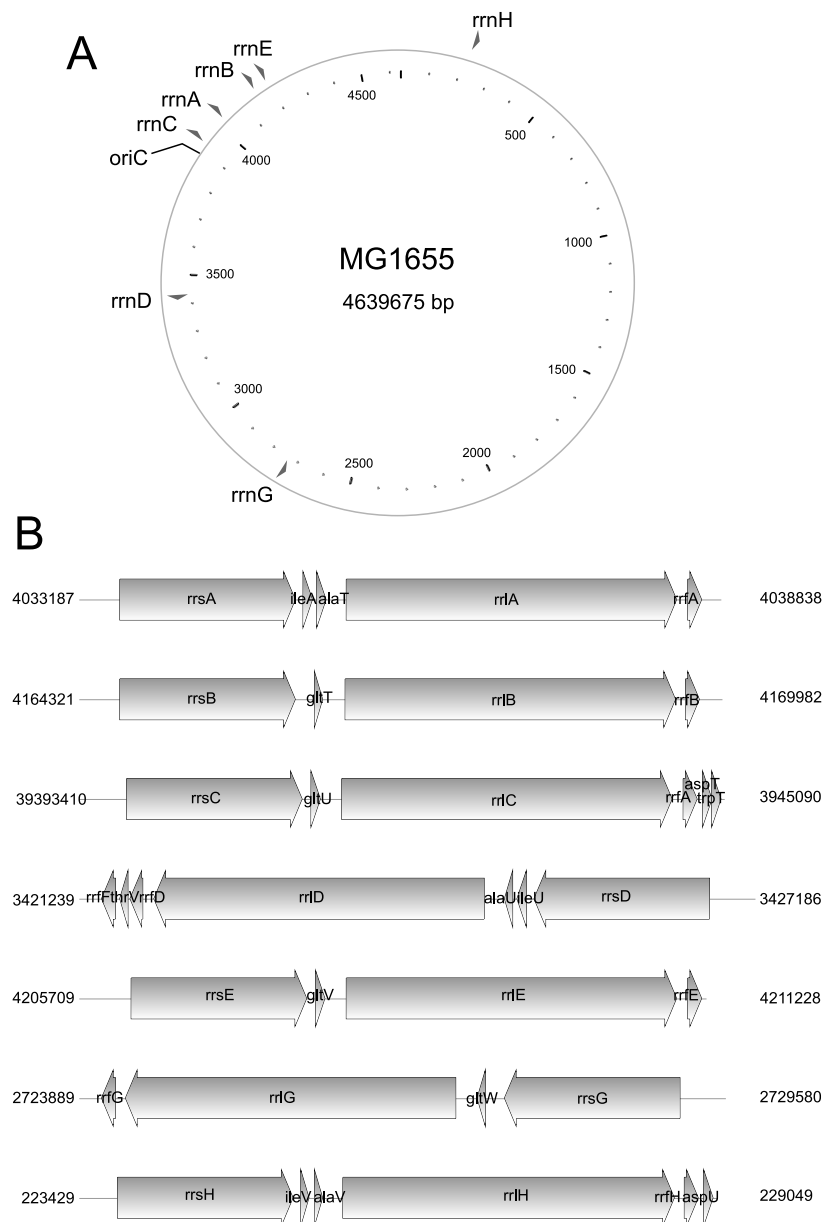 A
rrnH
rrnE
rrnB
rrnA
rrnC
oriC
rrnD
rrnG
4500
500
4000
1000
3500
1500
3000
2500
2000
MG1655
4639675 bp
B
4033187 rrsA ileA alaT rrlA rrfA 4038838
4164321 rrsB gltT rrlB rrfB 4169982
39393410 rrsC gltU rrlC rrfA aspT trpT 3945090
3421239 rrfF thrV rrfD rrlD alaU ileU rrsD 3427186
4205709 rrsE gltV rrlE rrfE 4211228
2723889 rrfG rrlG gltW rrsG 2729580
223429 rrsH ileV alaV rrlH rrfH aspU 229049